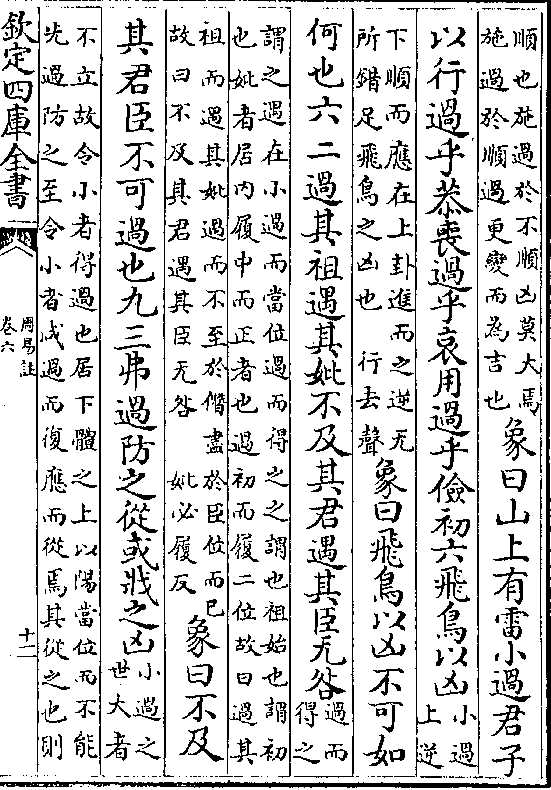 順也施過於不順凶莫大焉
施過於順過更變而為吉也
象曰山上有雷小過君子
以行過乎恭喪過乎哀用過乎儉初六飛鳥以凶
小過
上逆
下順而應在上卦進而之逆无
所錯足飛鳥之凶也 行去聲
象曰飛鳥以凶不可如
何也六二過其祖遇其妣不及其君遇其臣无咎
過而
得之
謂之遇在小過而當位過而得之之謂也祖始也謂初
也妣者居内履中而正者也過初而履二位故曰過其
祖而遇其妣過而不至於僭盡於臣位而已
故曰不及其君遇其臣无咎 妣必履反
象曰不及
其君臣不可過也九三弗過防之從或戕之凶
小過之
世大者
不立故令小者得過也居下體之上以陽當位而不能
先過防之至令小者咸過而復應而從焉其從之也則
欽定四庫全書
周易註
卷六
十二